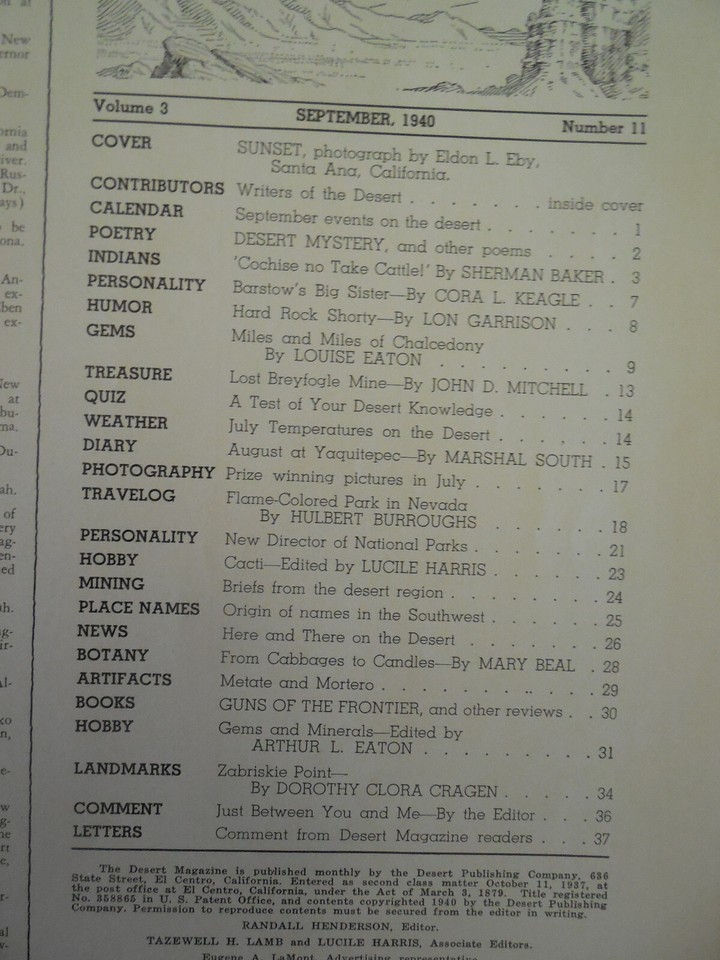 Volume 3 SEPTEMBER, 1940 Number 11
COVER SUNSET, photograph by Eldon L. Eby,
Santa Ana, California.
CONTRIBUTORS Writers of the Desert . . . . . . . inside cover
CALENDAR September events on the desert . . . . . . . 1
POETRY DESERT MYSTERY, and other poems . . . . 2
INDIANS 'Cochise no Take Cattle!' By SHERMAN BAKER . 3
PERSONALITY Barstow's Big Sister—By CORA L. KEAGLE . . 7
HUMOR Hard Rock Shorty—By LON GARRISON . . . 8
GEMS Miles and Miles of Chalcedony
By LOUISE EATON . . . . . . . . . . 9
TREASURE Lost Breyfogle Mine—By JOHN D. MITCHELL . 13
QUIZ A Test of Your Desert Knowledge . . . . . . 14
WEATHER July Temperatures on the Desert . . . . . . 14
DIARY August at Yaquitepec—By MARSHAL SOUTH . 15
PHOTOGRAPHY Prize winning pictures in July . . . . . . . 17
TRAVELOG Flame-Colored Park in Nevada
By HULBERT BURROUGHS . . . . . . 18
PERSONALITY New Director of National Parks . . . . . . . 21
HOBBY Cacti—Edited by LUCILE HARRIS . . . . . . 23
MINING Briefs from the desert region . . . . . . . . 24
PLACE NAMES Origin of names in the Southwest . . . . . . 25
NEWS Here and There on the Desert . . . . . . . 26
BOTANY From Cabbages to Candles—By MARY BEAL . 28
ARTIFACTS Metate and Mortero . . . . . . . . . . . 29
BOOKS GUNS OF THE FRONTIER, and other reviews . . 30
HOBBY Gems and Minerals—Edited by
ARTHUR L. EATON . . . . . . . . . . 31
LANDMARKS Zabriskie Point—
By DOROTHY CLORA CRAGEN . . . . . 34
COMMENT Just Between You and Me—By the Editor . . . 36
LETTERS Comment from Desert Magazine readers . . . 37
The Desert Magazine is published monthly by the Desert Publishing Company, 636
State Street, El Centro, California. Entered as second class matter October 11, 1937, at
the post office at El Centro, California, under the Act of March 3, 1879. Title registered
No. 358865 in U. S. Patent Office, and contents copyrighted 1940 by the Desert Publishing
Company. Permission to reproduce contents must be secured from the editor in writing.
RANDALL HENDERSON, Editor.
TAZEWELL H. LAMB and LUCILE HARRIS, Associate Editors.
Eugene A. LaMont, Advertising representative